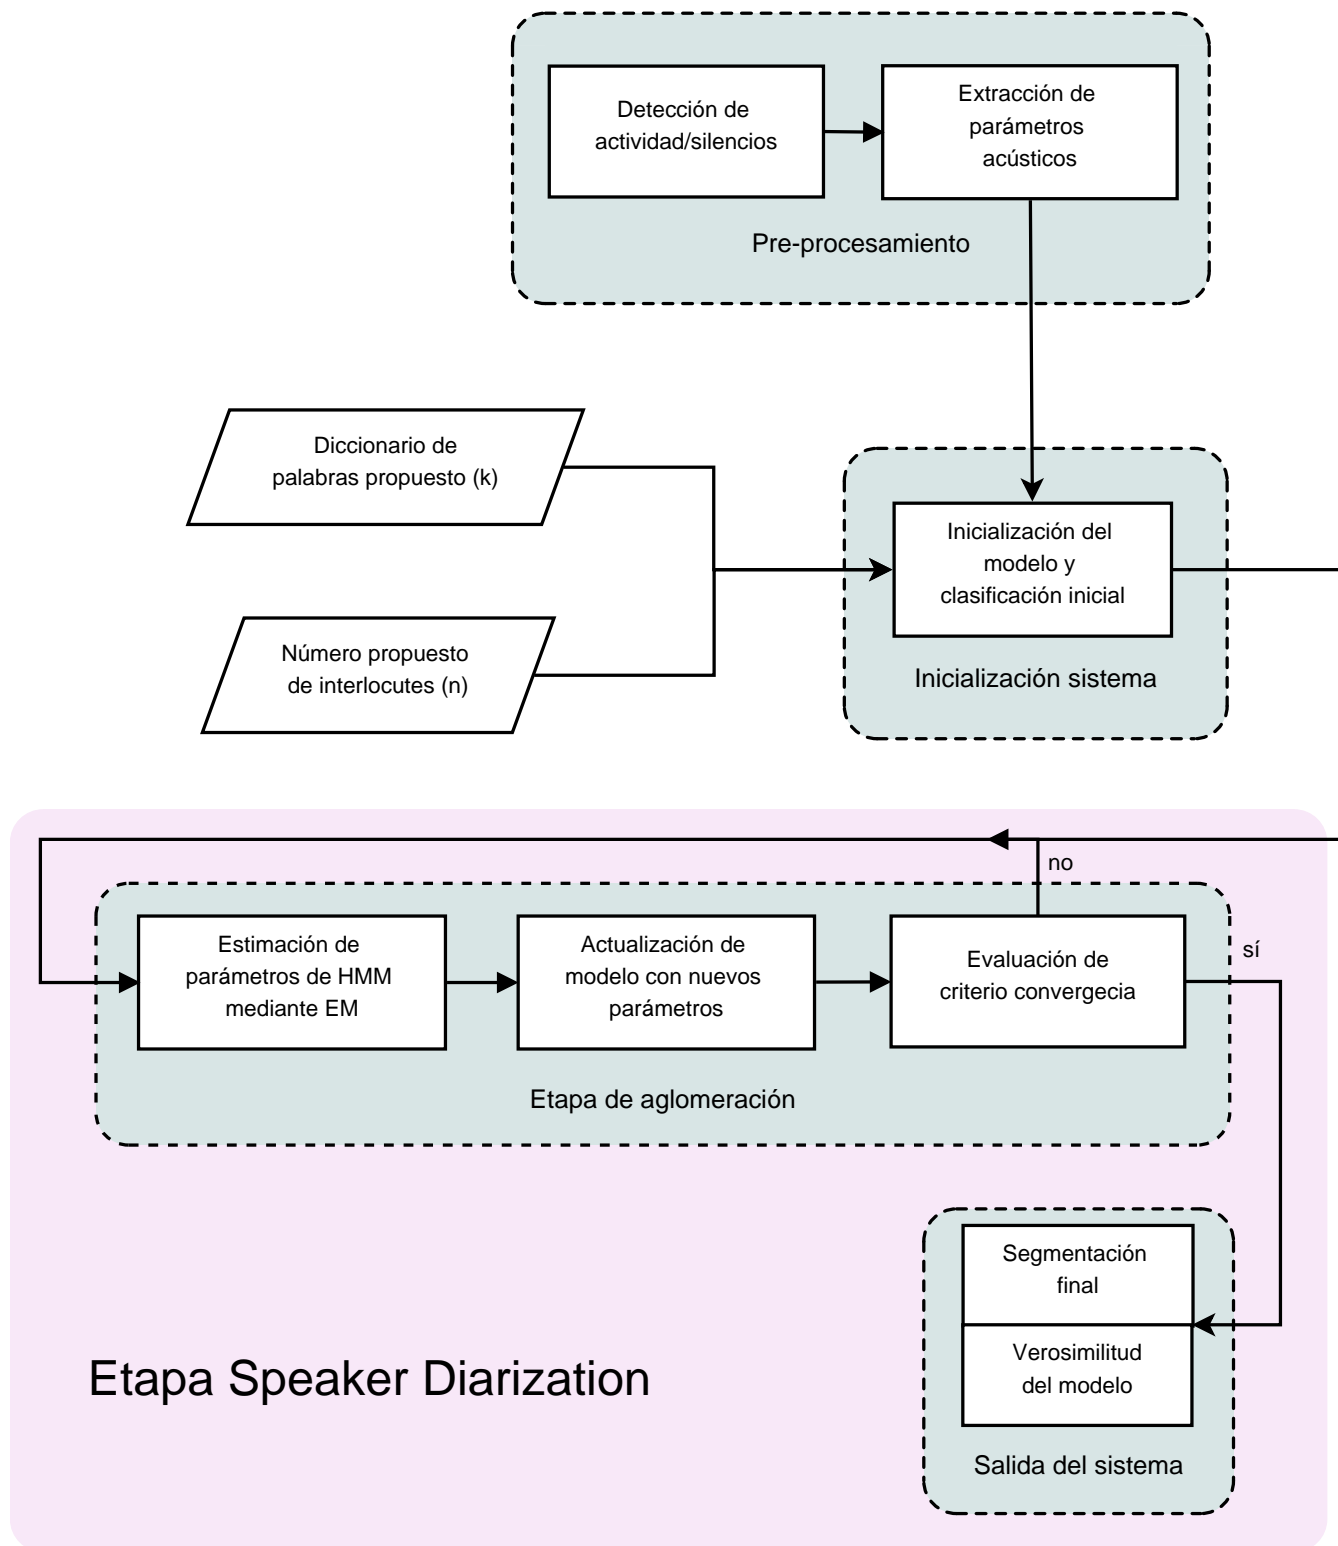 Detección de
actividad/silencios
Extracción de
parámetros
acústicos
Pre-procesamiento
Diccionario de
palabras propuesto (k)
Número propuesto
de interlocutes (n)
Inicialización del
modelo y
clasificación inicial
Inicialización sistema
no
Estimación de
parámetros de HMM
mediante EM
Actualización de
modelo con nuevos
parámetros
Evaluación de
criterio convergecia
sí
Etapa de aglomeración
Segmentación
final
Verosimilitud
del modelo
Salida del sistema
Etapa Speaker Diarization